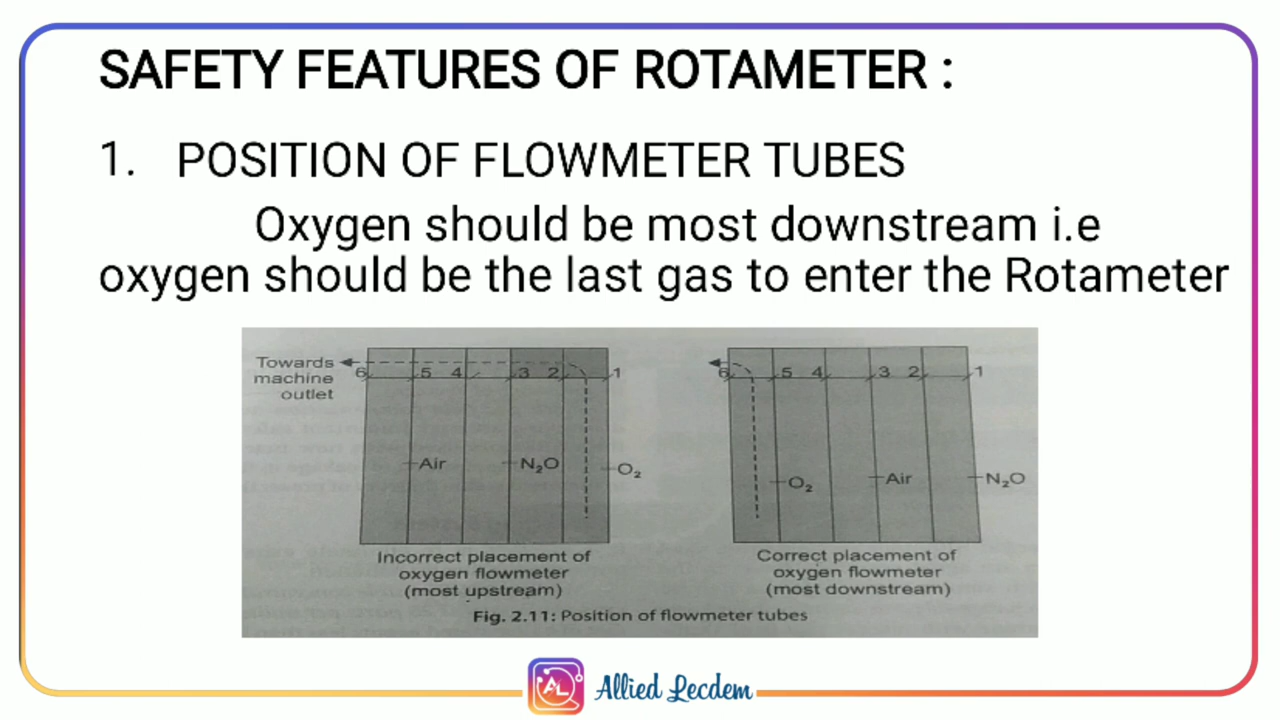 SAFETY FEATURES OF ROTAMETER :
1. POSITION OF FLOWMETER TUBES
Oxygen should be most downstream i.e
oxygen should be the last gas to enter the Rotameter
Towards
machine
outlet
6 5 4 3 2 1
Air N₂O O₂
Incorrect placement of
oxygen flowmeter
(most upstream)
6 5 4 3 2 1
O₂ Air N₂O
Correct placement of
oxygen flowmeter
(most downstream)
Fig. 2.11: Position of flowmeter tubes
AL
Allied Lecdem